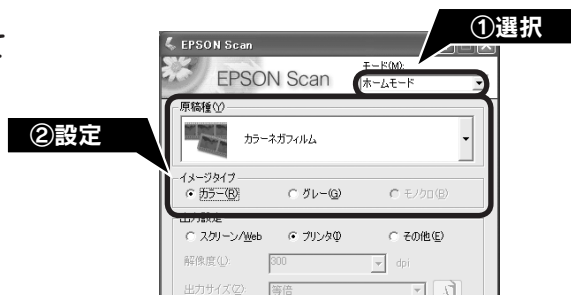 ①選択
EPSON Scan
EPSON Scan
モード(M):
ホームモード
原稿種(Y)
②設定
カラーネガフィルム
イメージタイプ
カラー(R) グレー(G) モノクロ(B)
出力設定
スクリーン/Web プリンタ(I) その他(E)
解像度(L): 300 dpi
出力サイズ(Z): 等倍